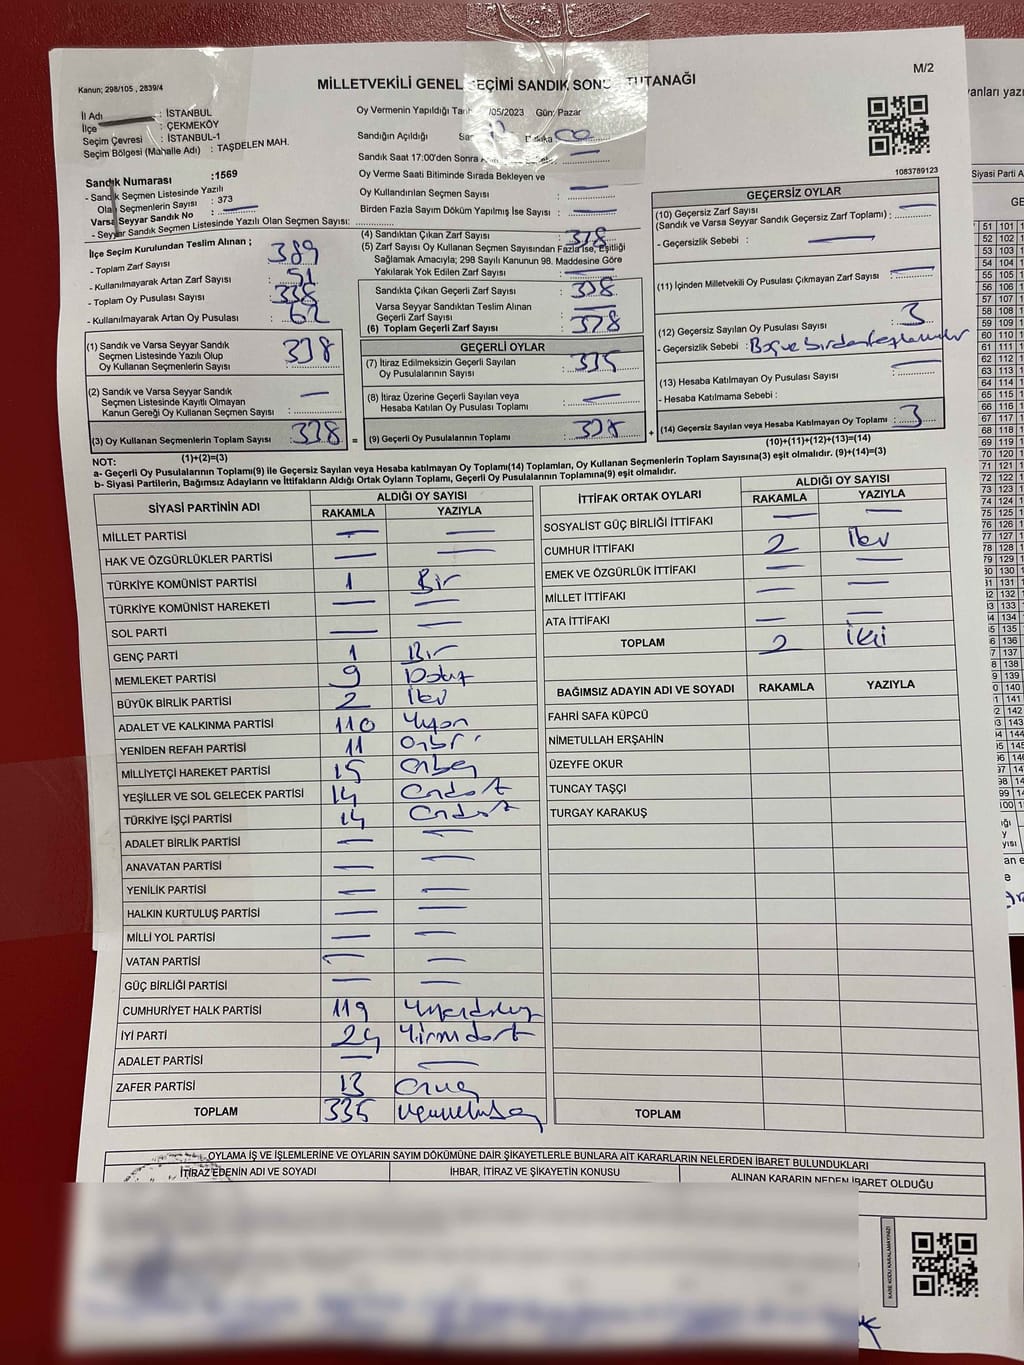 MİLLETVEKİLİ GENEL SEÇİMİ SANDIK SONUÇ TUTANAĞI
M/2
Kanun; 298/105 , 2839/4
İl Adı : İSTANBUL
İlçe : ÇEKMEKÖY
Seçim Çevresi : İSTANBUL-1
Seçim Bölgesi (Mahalle Adı) : TAŞDELEN MAH.
Oy Vermenin Yapıldığı /05/2023 Gün: Pazar
Sandığın Açıldığı
Sandık Saat 17:00'den Sonra
Oy Verme Saati Bitiminde Sırada Bekleyen ve
Oy Kullandırılan Seçmen Sayısı : —
Birden Fazla Sayım Döküm Yapılmış İse Sayısı : —
1083789123
Sandık Numarası :1569
- Sandık Seçmen Listesinde Yazılı
Olan Seçmenlerin Sayısı : 373
Varsa Seyyar Sandık No : —
- Seyyar Sandık Seçmen Listesinde Yazılı Olan Seçmen Sayısı:
İlçe Seçim Kurulundan Teslim Alınan ;
- Toplam Zarf Sayısı : 389
- Kullanılmayarak Artan Zarf Sayısı : 51
- Toplam Oy Pusulası Sayısı : 338
- Kullanılmayarak Artan Oy Pusulası : 62
(1) Sandık ve Varsa Seyyar Sandık
Seçmen Listesinde Yazılı Olup
Oy Kullanan Seçmenlerin Sayısı : 338
(2) Sandık ve Varsa Seyyar Sandık
Seçmen Listesinde Kayıtlı Olmayan
Kanun Gereği Oy Kullanan Seçmen Sayısı : —
(3) Oy Kullanan Seçmenlerin Toplam Sayısı : 338
(1)+(2)=(3)
(4) Sandıktan Çıkan Zarf Sayısı : 338
(5) Zarf Sayısı Oy Kullanan Seçmen Sayısından Fazla İse, Eşitliği
Sağlamak Amacıyla; 298 Sayılı Kanunun 98. Maddesine Göre
Yakılarak Yok Edilen Zarf Sayısı : —
Sandıkta Çıkan Geçerli Zarf Sayısı : 338
Varsa Seyyar Sandıktan Teslim Alınan
Geçerli Zarf Sayısı : —
(6) Toplam Geçerli Zarf Sayısı : 338
GEÇERLİ OYLAR
(7) İtiraz Edilmeksizin Geçerli Sayılan
Oy Pusulalarının Sayısı : 335
(8) İtiraz Üzerine Geçerli Sayılan veya
Hesaba Katılan Oy Pusulası Toplamı : —
= (9) Geçerli Oy Pusulalarının Toplamı :
GEÇERSİZ OYLAR
(10) Geçersiz Zarf Sayısı
(Sandık ve Varsa Seyyar Sandık Geçersiz Zarf Toplamı) : —
- Geçersizlik Sebebi : —
(11) İçinden Milletvekili Oy Pusulası Çıkmayan Zarf Sayısı : —
(12) Geçersiz Sayılan Oy Pusulası Sayısı : 3
- Geçersizlik Sebebi : Boş ve birden
(13) Hesaba Katılmayan Oy Pusulası Sayısı : —
- Hesaba Katılmama Sebebi :
+ (14) Geçersiz Sayılan veya Hesaba Katılmayan Oy Toplamı : 3
(10)+(11)+(12)+(13)=(14)
NOT:
a- Geçerli Oy Pusulalarının Toplamı(9) ile Geçersiz Sayılan veya Hesaba katılmayan Oy Toplamı(14) Toplamları, Oy Kullanan Seçmenlerin Toplam Sayısına(3) eşit olmalıdır. (9)+(14)=(3)
b- Siyasi Partilerin, Bağımsız Adayların ve İttifakların Aldığı Ortak Oyların Toplamı, Geçerli Oy Pusulalarının Toplamına(9) eşit olmalıdır.
SİYASİ PARTİNİN ADI ALDIĞI OY SAYISI
RAKAMLA YAZIYLA
MİLLET PARTİSİ — —
HAK VE ÖZGÜRLÜKLER PARTİSİ — —
TÜRKİYE KOMÜNİST PARTİSİ 1 Bir
TÜRKİYE KOMÜNİST HAREKETİ — —
SOL PARTİ — —
GENÇ PARTİ 1 Bir
MEMLEKET PARTİSİ 9 Dokuz
BÜYÜK BİRLİK PARTİSİ 2 İki
ADALET VE KALKINMA PARTİSİ 110 Yüzon
YENİDEN REFAH PARTİSİ 11 Onbir
MİLLİYETÇİ HAREKET PARTİSİ 15 Onbeş
YEŞİLLER VE SOL GELECEK PARTİSİ 14 Ondört
TÜRKİYE İŞÇİ PARTİSİ 14 Ondört
ADALET BİRLİK PARTİSİ — —
ANAVATAN PARTİSİ — —
YENİLİK PARTİSİ — —
HALKIN KURTULUŞ PARTİSİ — —
MİLLİ YOL PARTİSİ — —
VATAN PARTİSİ — —
GÜÇ BİRLİĞİ PARTİSİ — —
CUMHURİYET HALK PARTİSİ 119 Yüzondokuz
İYİ PARTİ 24 Yirmidört
ADALET PARTİSİ — —
ZAFER PARTİSİ 13 Onüç
TOPLAM 335 Üçyüzotuzbeş
İTTİFAK ORTAK OYLARI ALDIĞI OY SAYISI
RAKAMLA YAZIYLA
SOSYALİST GÜÇ BİRLİĞİ İTTİFAKI — —
CUMHUR İTTİFAKI 2 İki
EMEK VE ÖZGÜRLÜK İTTİFAKI — —
MİLLET İTTİFAKI — —
ATA İTTİFAKI — —
TOPLAM 2 İki
BAĞIMSIZ ADAYIN ADI VE SOYADI RAKAMLA YAZIYLA
FAHRİ SAFA KÜPCÜ
NİMETULLAH ERŞAHİN
ÜZEYFE OKUR
TUNCAY TAŞÇI
TURGAY KARAKUŞ
TOPLAM
OYLAMA İŞ VE İŞLEMLERİNE VE OYLARIN SAYIM DÖKÜMÜNE DAİR ŞİKAYETLERLE BUNLARA AİT KARARLARIN NELERDEN İBARET BULUNDUKLARI
İTİRAZ EDENİN ADI VE SOYADI İHBAR, İTİRAZ VE ŞİKAYETİN KONUSU ALINAN KARARIN NEDEN İBARET OLDUĞU
KARE KODU KARALAMAYINIZ!